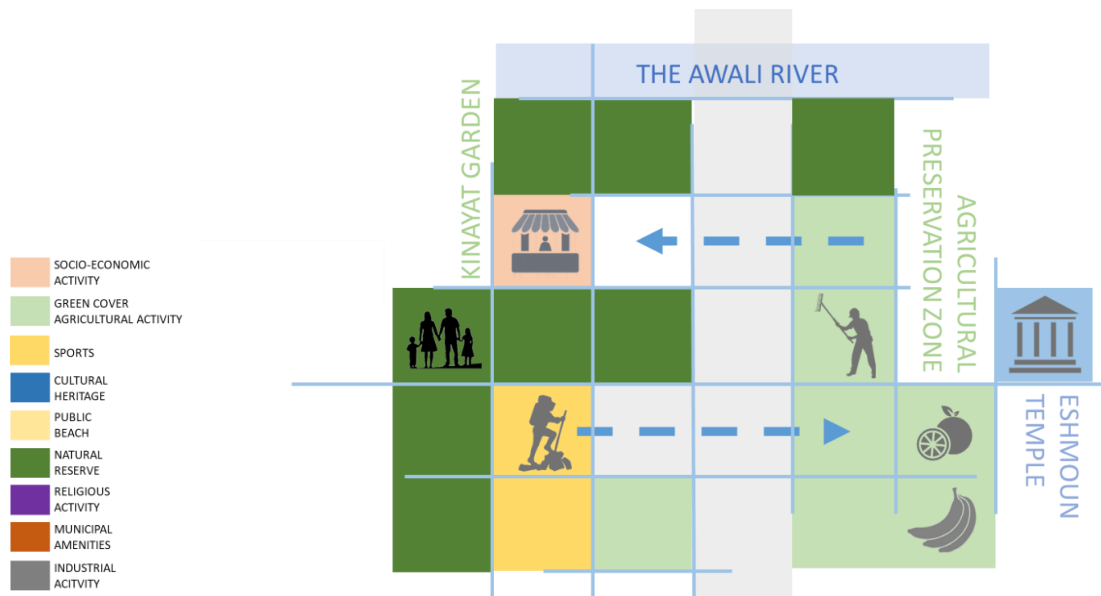 THE AWALI RIVER
KINAYAT GARDEN
AGRICULTURAL
PRESERVATION ZONE
ESHMOUN
TEMPLE
SOCIO-ECONOMIC
ACTIVITY
GREEN COVER
AGRICULTURAL ACTIVITY
SPORTS
CULTURAL
HERITAGE
PUBLIC
BEACH
NATURAL
RESERVE
RELIGIOUS
ACTIVITY
MUNICIPAL
AMENITIES
INDUSTRIAL
ACITVITY